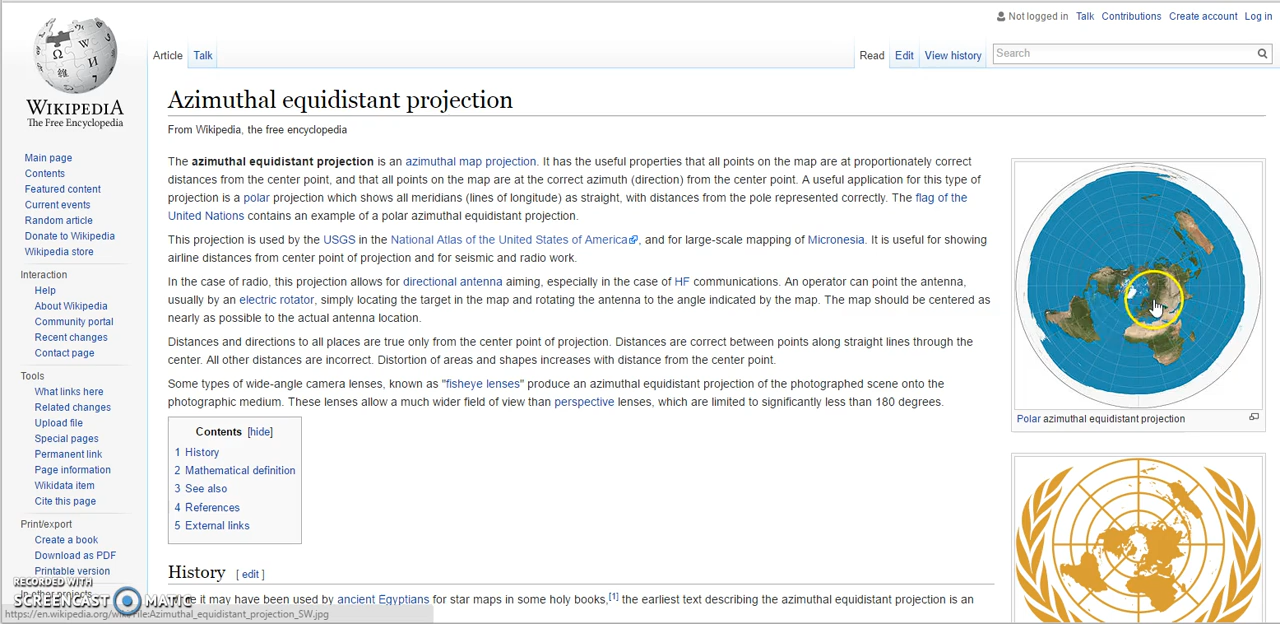 Not logged in Talk Contributions Create account Log in
Article Talk Read Edit View history Search
WIKIPEDIA
The Free Encyclopedia
Main page
Contents
Featured content
Current events
Random article
Donate to Wikipedia
Wikipedia store
Interaction
Help
About Wikipedia
Community portal
Recent changes
Contact page
Tools
What links here
Related changes
Upload file
Special pages
Permanent link
Page information
Wikidata item
Cite this page
Print/export
Create a book
Download as PDF
Printable version
In other projects
Azimuthal equidistant projection
From Wikipedia, the free encyclopedia
The azimuthal equidistant projection is an azimuthal map projection. It has the useful properties that all points on the map are at proportionately correct
distances from the center point, and that all points on the map are at the correct azimuth (direction) from the center point. A useful application for this type of
projection is a polar projection which shows all meridians (lines of longitude) as straight, with distances from the pole represented correctly. The flag of the
United Nations contains an example of a polar azimuthal equidistant projection.
This projection is used by the USGS in the National Atlas of the United States of America, and for large-scale mapping of Micronesia. It is useful for showing
airline distances from center point of projection and for seismic and radio work.
In the case of radio, this projection allows for directional antenna aiming, especially in the case of HF communications. An operator can point the antenna,
usually by an electric rotator, simply locating the target in the map and rotating the antenna to the angle indicated by the map. The map should be centered as
nearly as possible to the actual antenna location.
Distances and directions to all places are true only from the center point of projection. Distances are correct between points along straight lines through the
center. All other distances are incorrect. Distortion of areas and shapes increases with distance from the center point.
Some types of wide-angle camera lenses, known as "fisheye lenses" produce an azimuthal equidistant projection of the photographed scene onto the
photographic medium. These lenses allow a much wider field of view than perspective lenses, which are limited to significantly less than 180 degrees.
Contents [hide]
1 History
2 Mathematical definition
3 See also
4 References
5 External links
History [ edit ]
it may have been used by ancient Egyptians for star maps in some holy books,[1] the earliest text describing the azimuthal equidistant projection is an
Polar azimuthal equidistant projection
RECORDED WITH
SCREENCAST MATIC
https://en.wikipedia.org/wiki/File:Azimuthal_equidistant_projection_SW.jpg